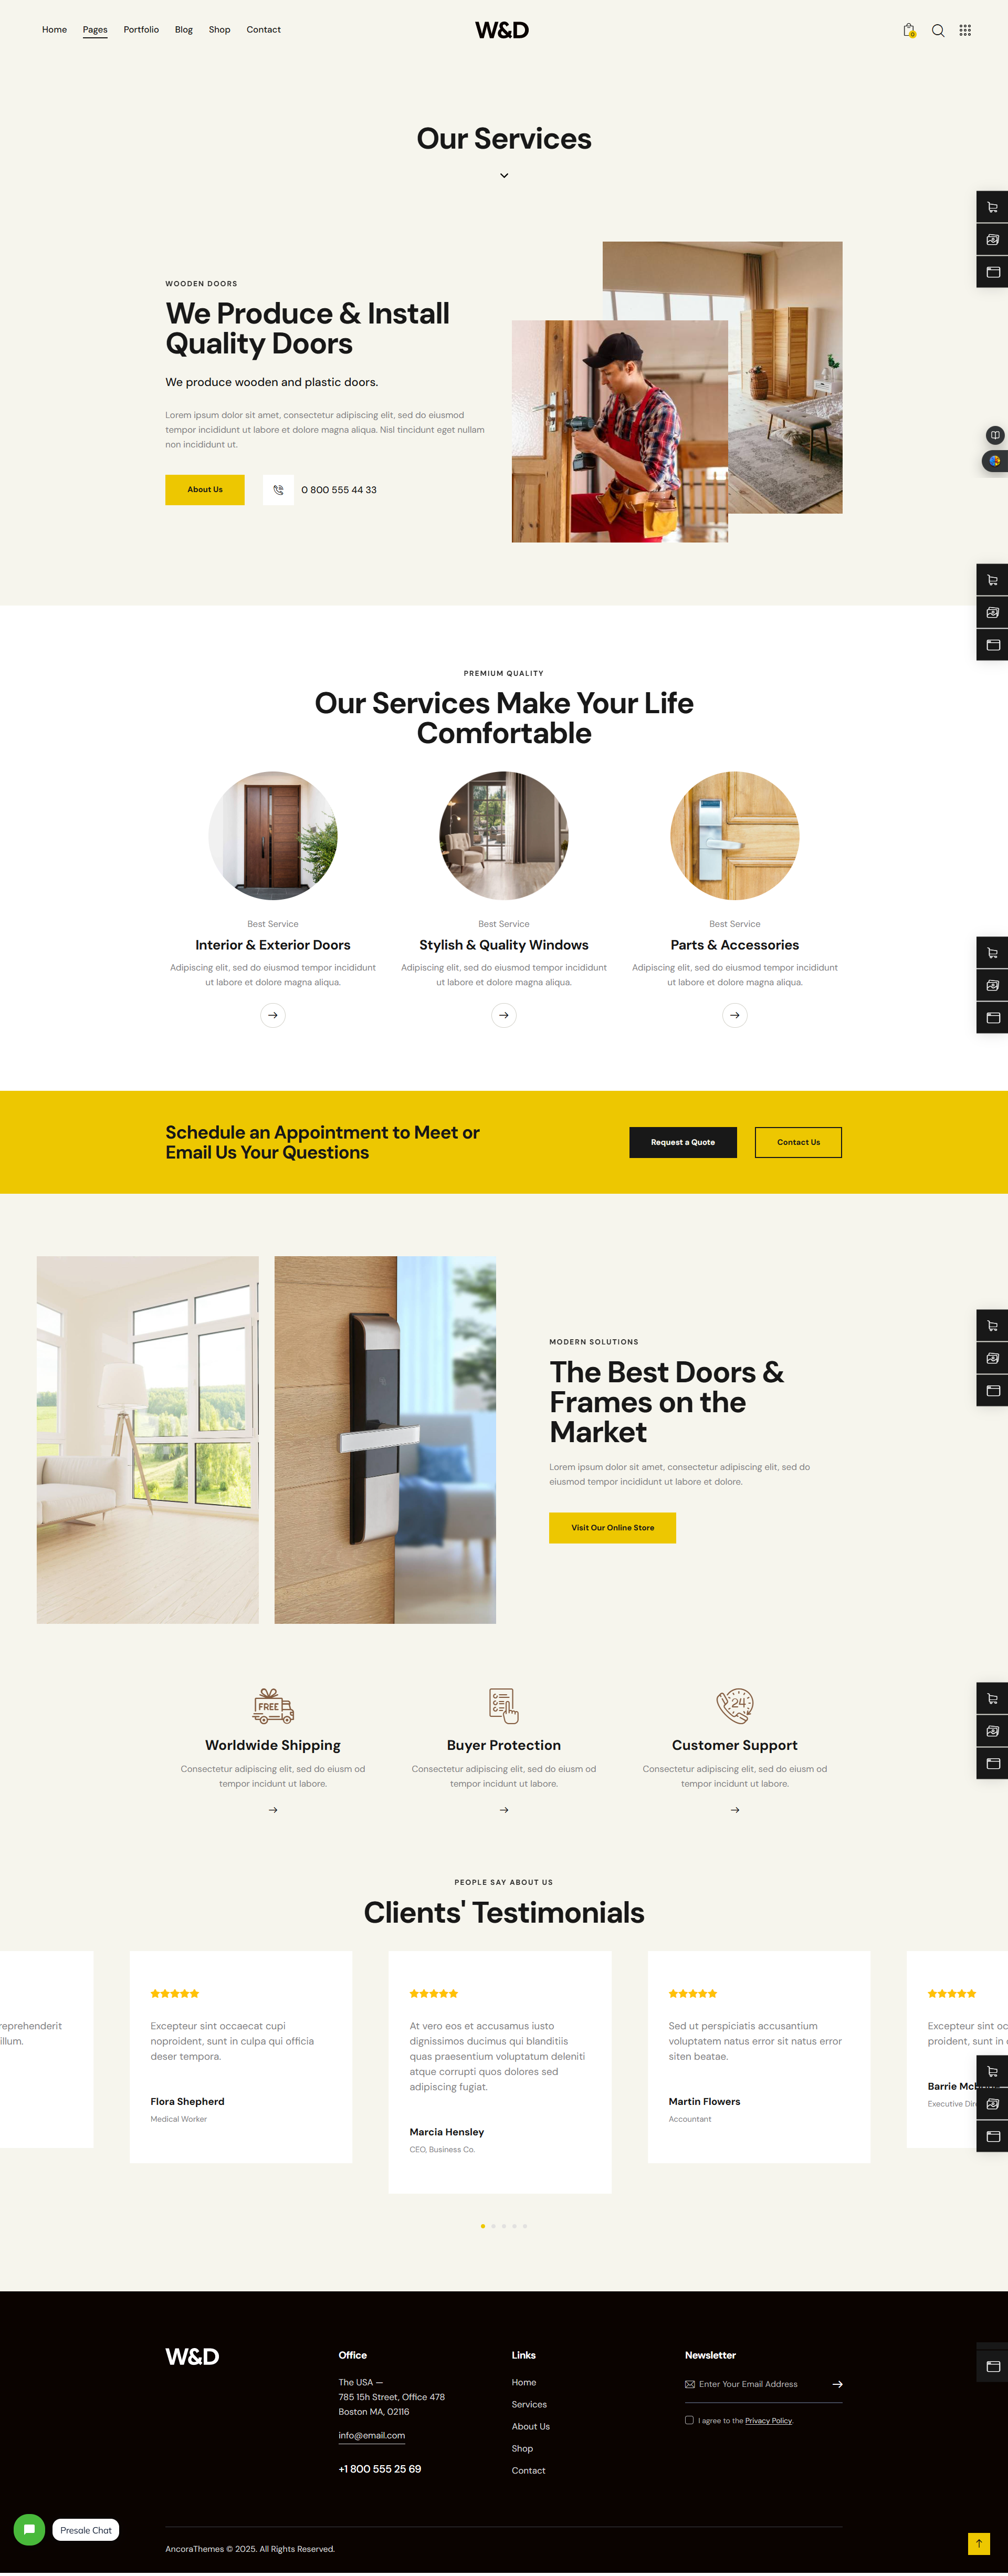 Home Pages Portfolio Blog Shop Contact
W&D
0
Our Services
WOODEN DOORS
We Produce & Install
Quality Doors
We produce wooden and plastic doors.
Lorem ipsum dolor sit amet, consectetur adipiscing elit, sed do eiusmod
tempor incididunt ut labore et dolore magna aliqua. Nisl tincidunt eget nullam
non incididunt ut.
About Us
0 800 555 44 33
PREMIUM QUALITY
Our Services Make Your Life
Comfortable
Best Service
Interior & Exterior Doors
Adipiscing elit, sed do eiusmod tempor incididunt
ut labore et dolore magna aliqua.
Best Service
Stylish & Quality Windows
Adipiscing elit, sed do eiusmod tempor incididunt
ut labore et dolore magna aliqua.
Best Service
Parts & Accessories
Adipiscing elit, sed do eiusmod tempor incididunt
ut labore et dolore magna aliqua.
Schedule an Appointment to Meet or
Email Us Your Questions
Request a Quote
Contact Us
MODERN SOLUTIONS
The Best Doors &
Frames on the
Market
Lorem ipsum dolor sit amet, consectetur adipiscing elit, sed do
eiusmod tempor incididunt ut labore et dolore.
Visit Our Online Store
FREE
Worldwide Shipping
Consectetur adipiscing elit, sed do eiusm od
tempor incidunt ut labore.
Buyer Protection
Consectetur adipiscing elit, sed do eiusm od
tempor incidunt ut labore.
24
Customer Support
Consectetur adipiscing elit, sed do eiusm od
tempor incidunt ut labore.
PEOPLE SAY ABOUT US
Clients' Testimonials
reprehenderit
illum.
Excepteur sint occaecat cupi
noproident, sunt in culpa qui officia
deser tempora.
Flora Shepherd
Medical Worker
At vero eos et accusamus iusto
dignissimos ducimus qui blanditiis
quas praesentium voluptatum deleniti
atque corrupti quos dolores sed
adipiscing fugiat.
Marcia Hensley
CEO, Business Co.
Sed ut perspiciatis accusantium
voluptatem natus error sit natus error
siten beatae.
Martin Flowers
Accountant
Excepteur sint oc
proident, sunt in
Barrie
Executive
W&D
Office
The USA —
785 15h Street, Office 478
Boston MA, 02116
info@email.com
+1 800 555 25 69
Links
Home
Services
About Us
Shop
Contact
Newsletter
Enter Your Email Address
I agree to the Privacy Policy.
Presale Chat
AncoraThemes © 2025. All Rights Reserved.